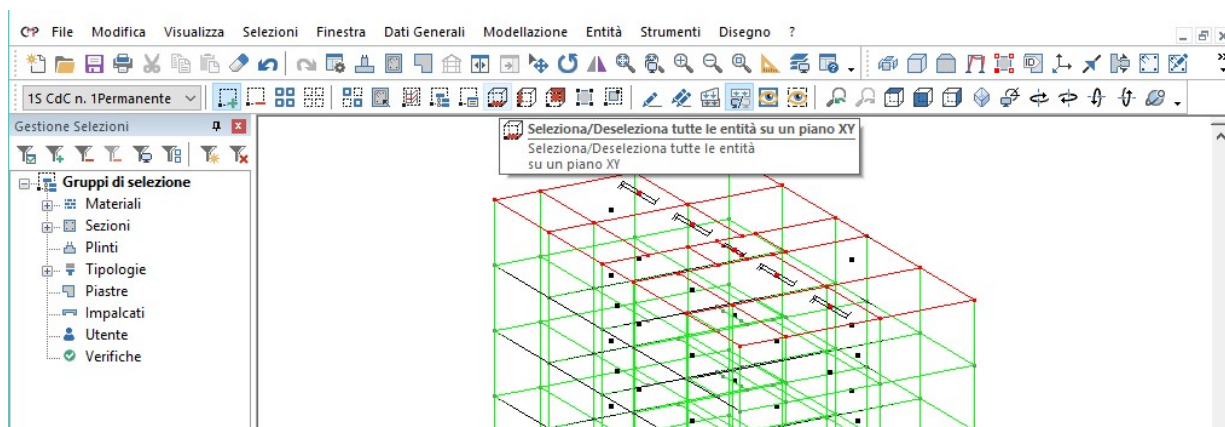 CMP File Modifica Visualizza Selezioni Finestra Dati Generali Modellazione Entità Strumenti Disegno ?
1S CdC n. 1Permanente
Gestione Selezioni
Seleziona/Deseleziona tutte le entità su un piano XY
Seleziona/Deseleziona tutte le entità
su un piano XY
Gruppi di selezione
Materiali
Sezioni
Plinti
Tipologie
Piastre
Impalcati
Utente
Verifiche